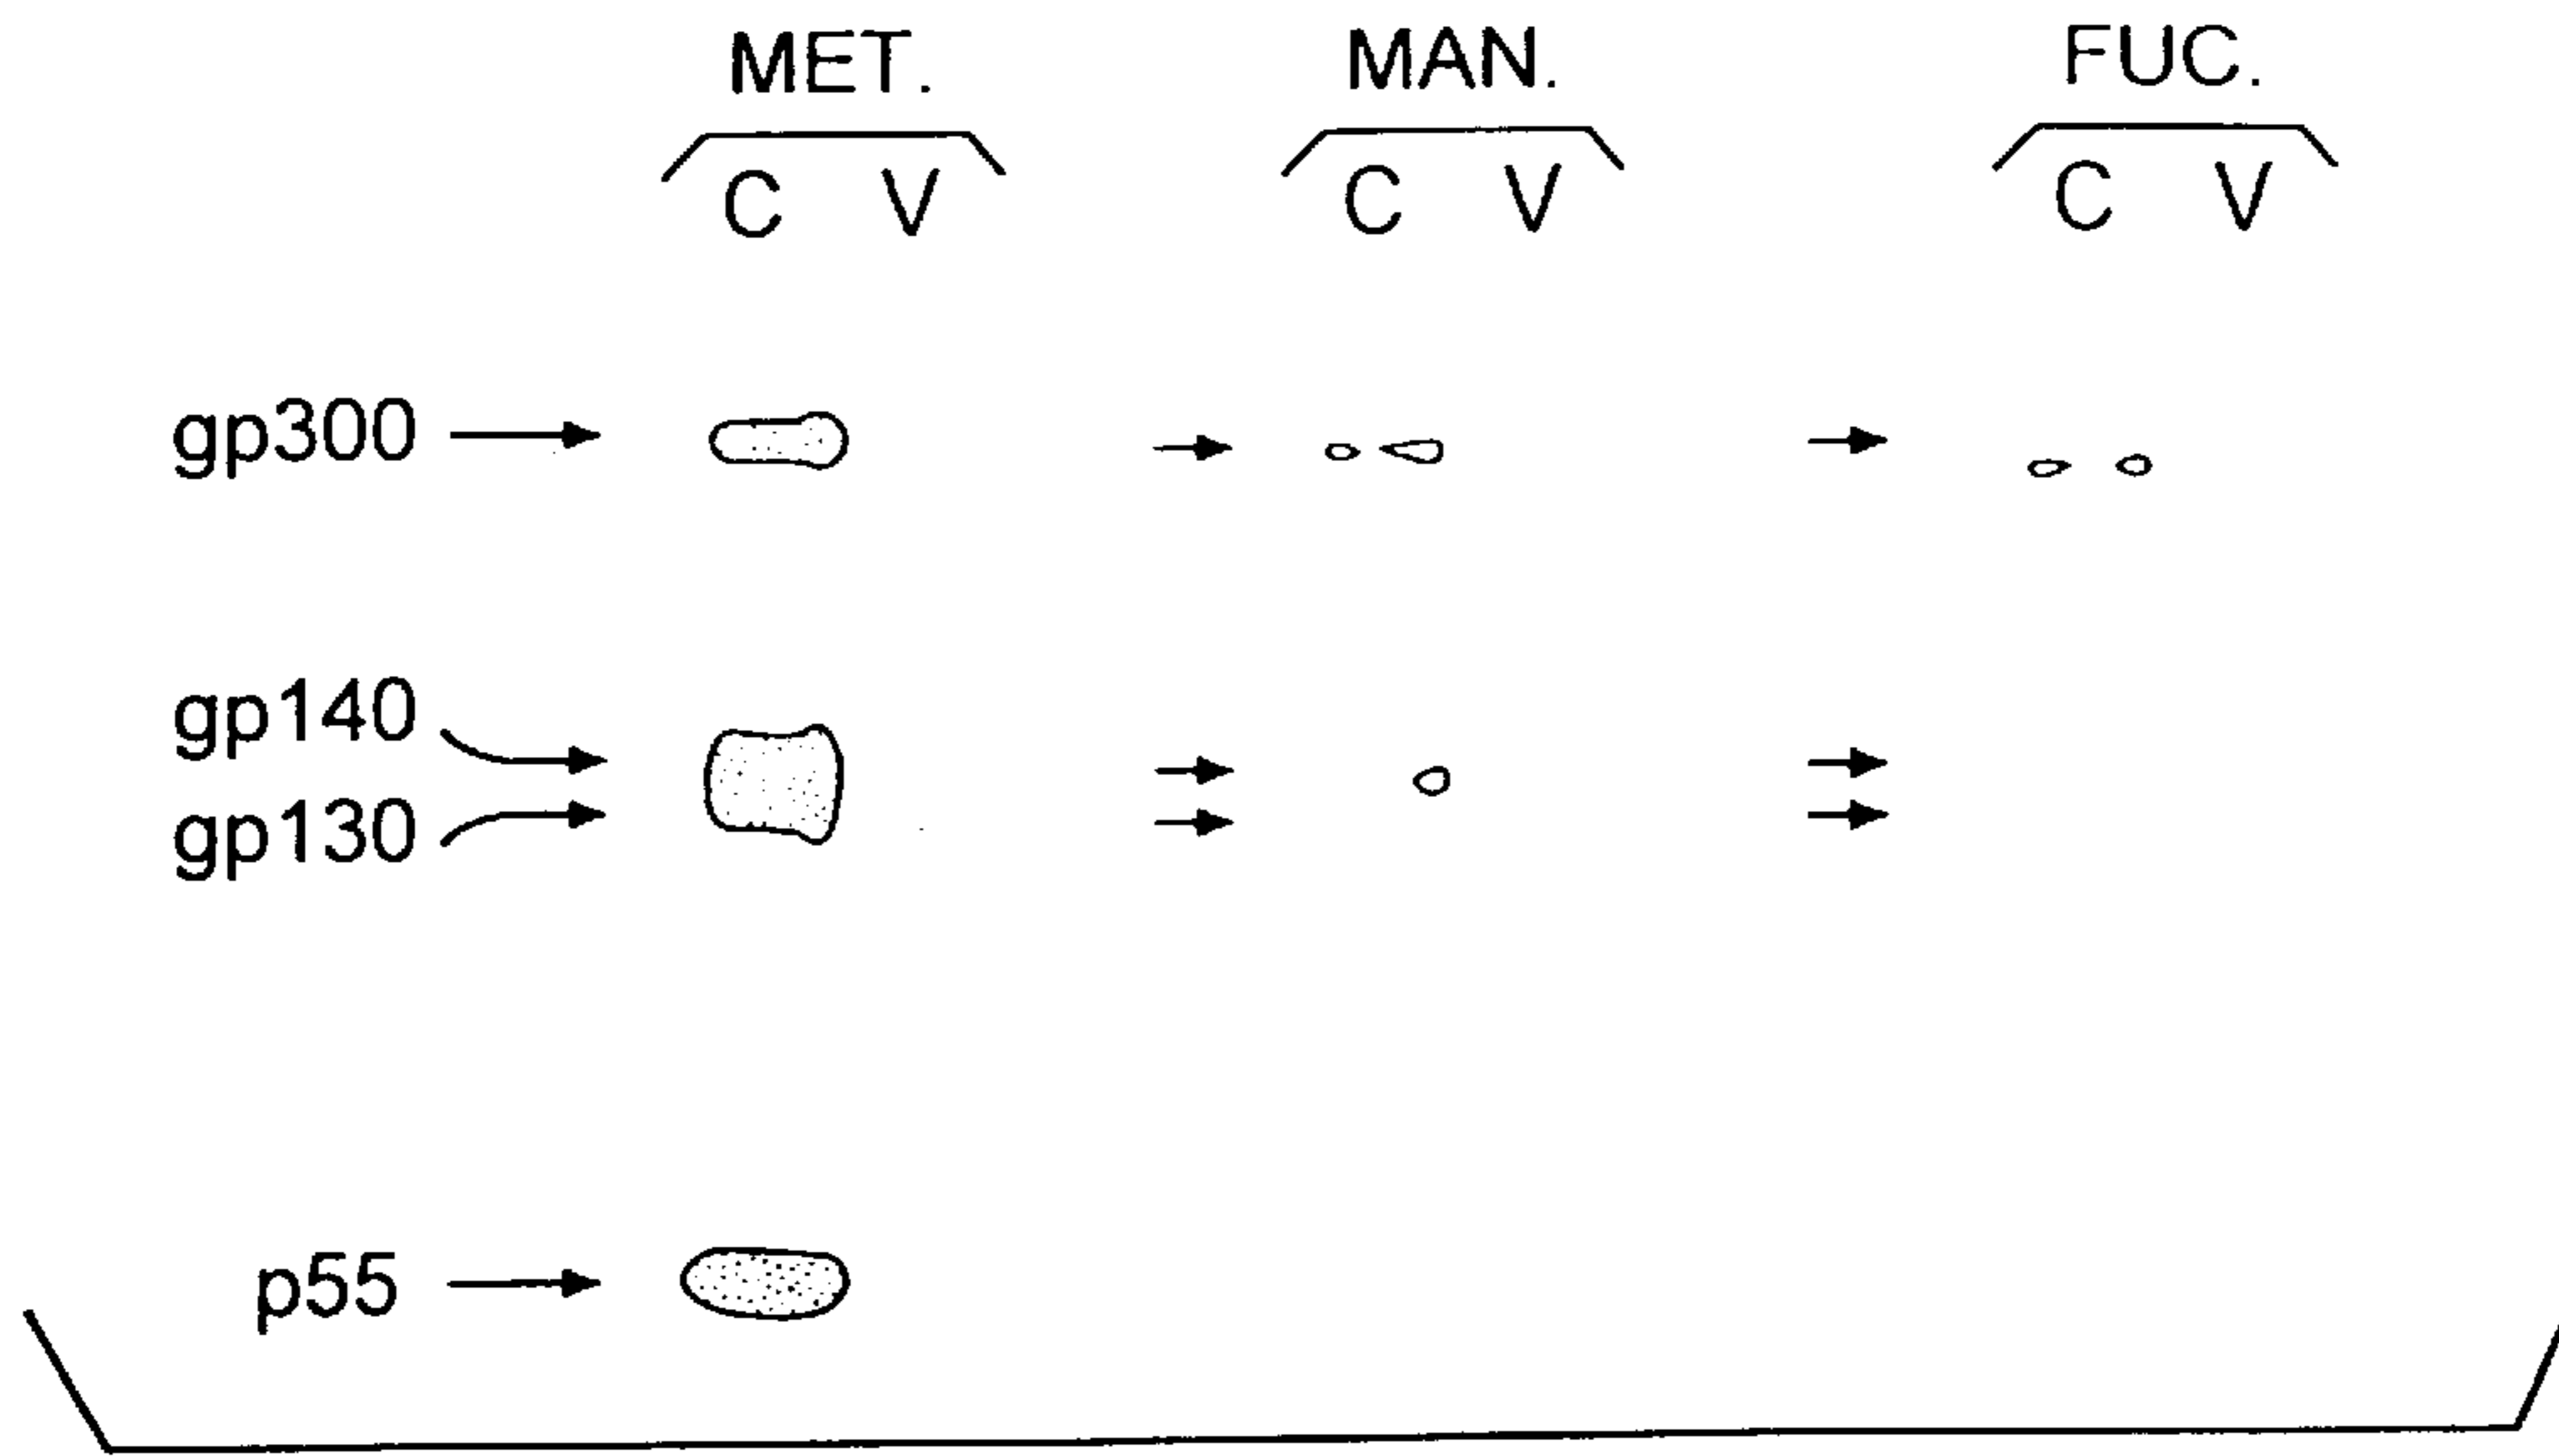 MET. MAN. FUC.
C V C V C V
gp300
gp140
gp130
p55